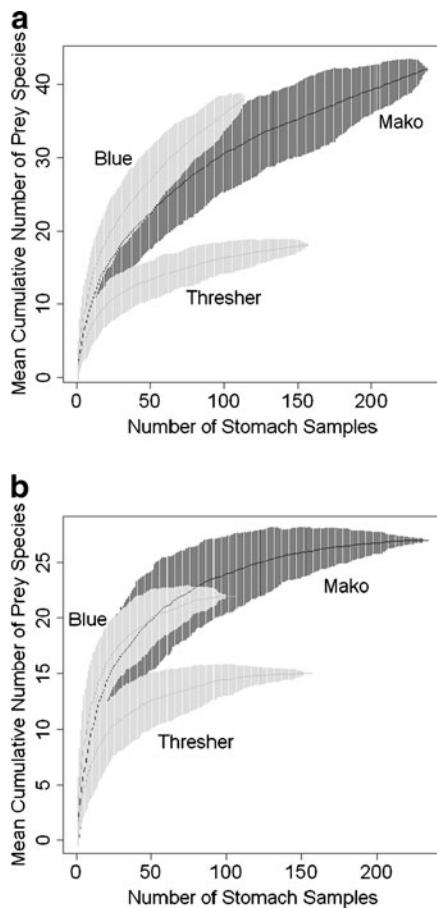 a
Mean Cumulative Number of Prey Species
40
30
20
10
0
Blue
Mako
Thresher
0 50 100 150 200
Number of Stomach Samples
b
Mean Cumulative Number of Prey Species
25
20
15
10
5
0
Blue
Mako
Thresher
0 50 100 150 200
Number of Stomach Samples